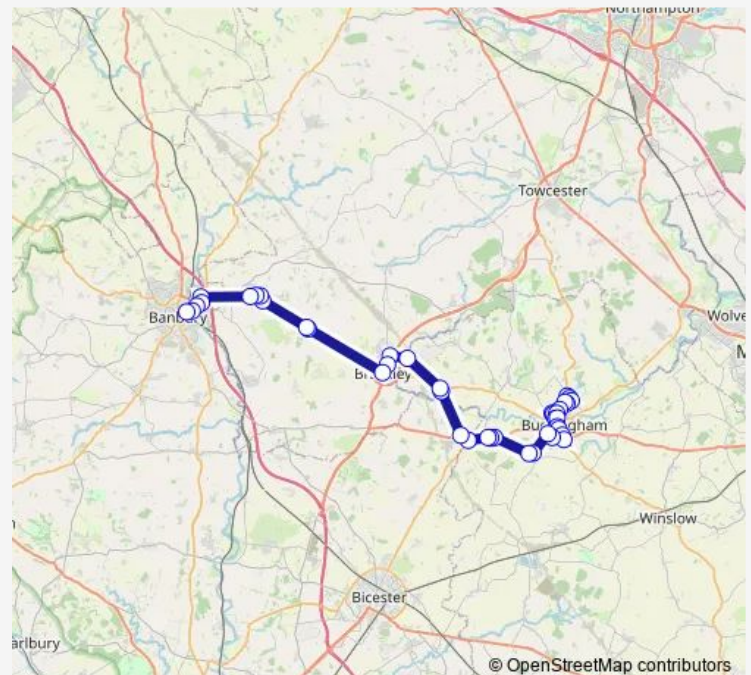 Northampton
Towcester
Banbury
Wolve
M
Buckingham
Winslow
Bicester
arlbury
© OpenStreetMap contributors